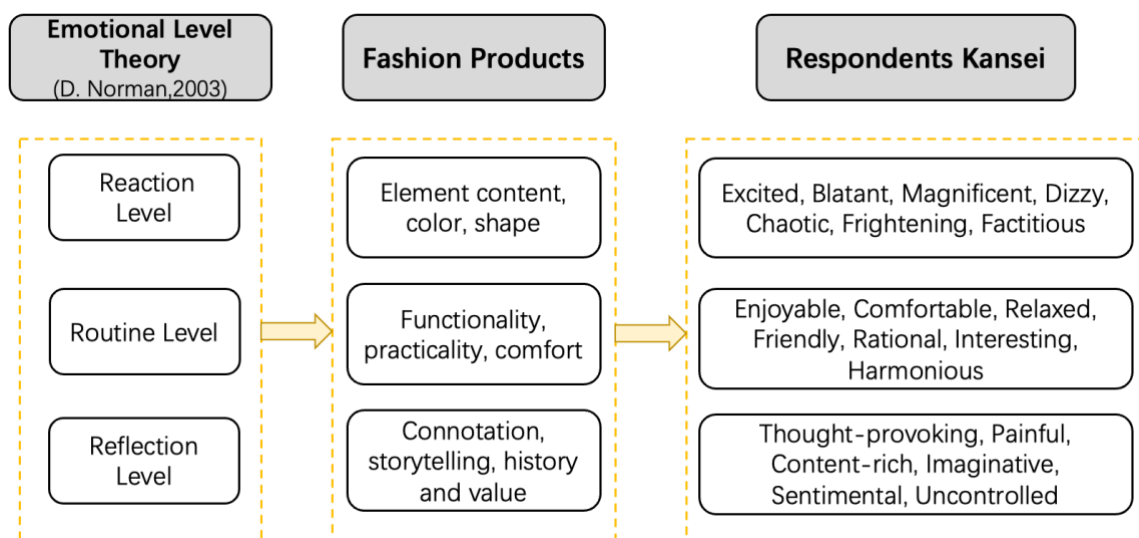 Emotional Level
Theory
(D. Norman,2003)
Fashion Products
Respondents Kansei
Reaction
Level
Element content,
color, shape
Excited, Blatant, Magnificent, Dizzy,
Chaotic, Frightening, Factitious
Routine Level
Functionality,
practicality, comfort
Enjoyable, Comfortable, Relaxed,
Friendly, Rational, Interesting,
Harmonious
Reflection
Level
Connotation,
storytelling, history
and value
Thought-provoking, Painful,
Content-rich, Imaginative,
Sentimental, Uncontrolled